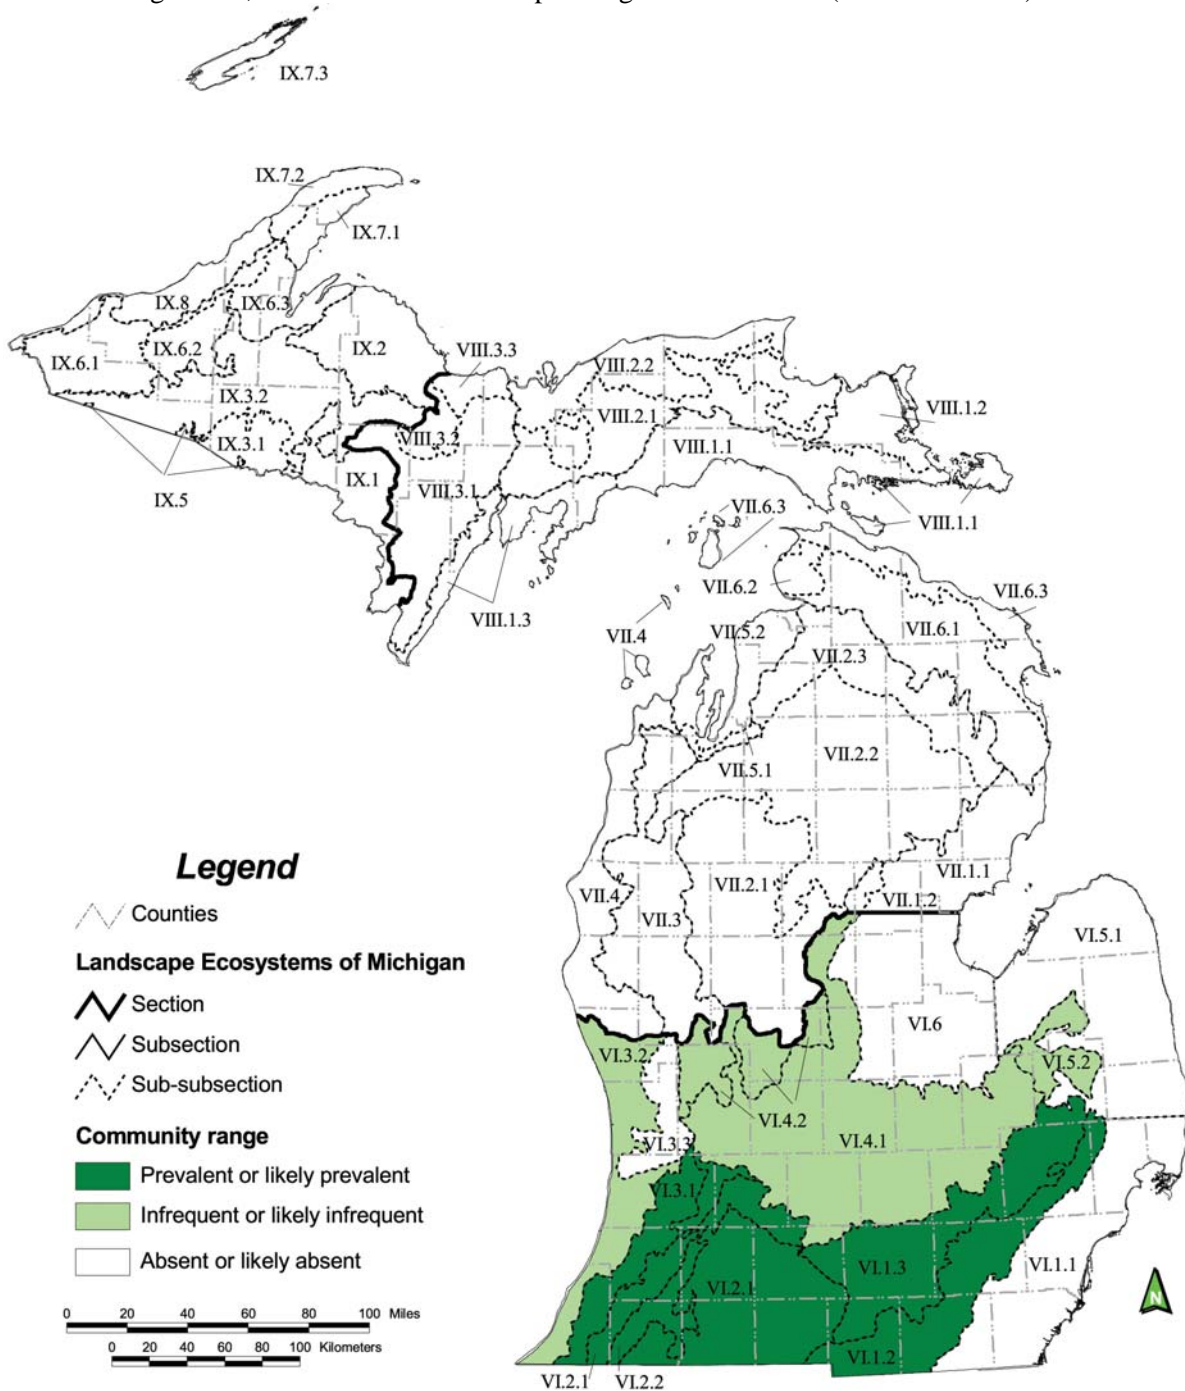 IX.7.3
IX.7.2
IX.7.1
IX.8
IX.6.3
IX.6.1
IX.6.2
IX.2
VIII.3.3
VIII.2.2
IX.3.2
VIII.2.1
VIII.1.2
IX.3.1
VIII.3.2
VIII.1.1
IX.5
IX.1
VIII.3.1
VIII.1.1
VII.6.3
VII.6.2
VII.6.3
VIII.1.3
VII.4
VII.5.2
VII.6.1
VII.2.3
VII.5.1
VII.2.2
VII.4
VII.3
VII.2.1
VII.1.1
VII.1.2
VI.5.1
VI.6
VI.3.2
VI.5.2
VI.4.2
VI.4.1
VI.3.3
VI.3.1
VI.1.3
VI.1.1
VI.2.1
VI.1.2
VI.2.1
VI.2.2
Legend
Counties
Landscape Ecosystems of Michigan
Section
Subsection
Sub-subsection
Community range
Prevalent or likely prevalent
Infrequent or likely infrequent
Absent or likely absent
0 20 40 60 80 100 Miles
0 20 40 60 80 100 Kilometers
N